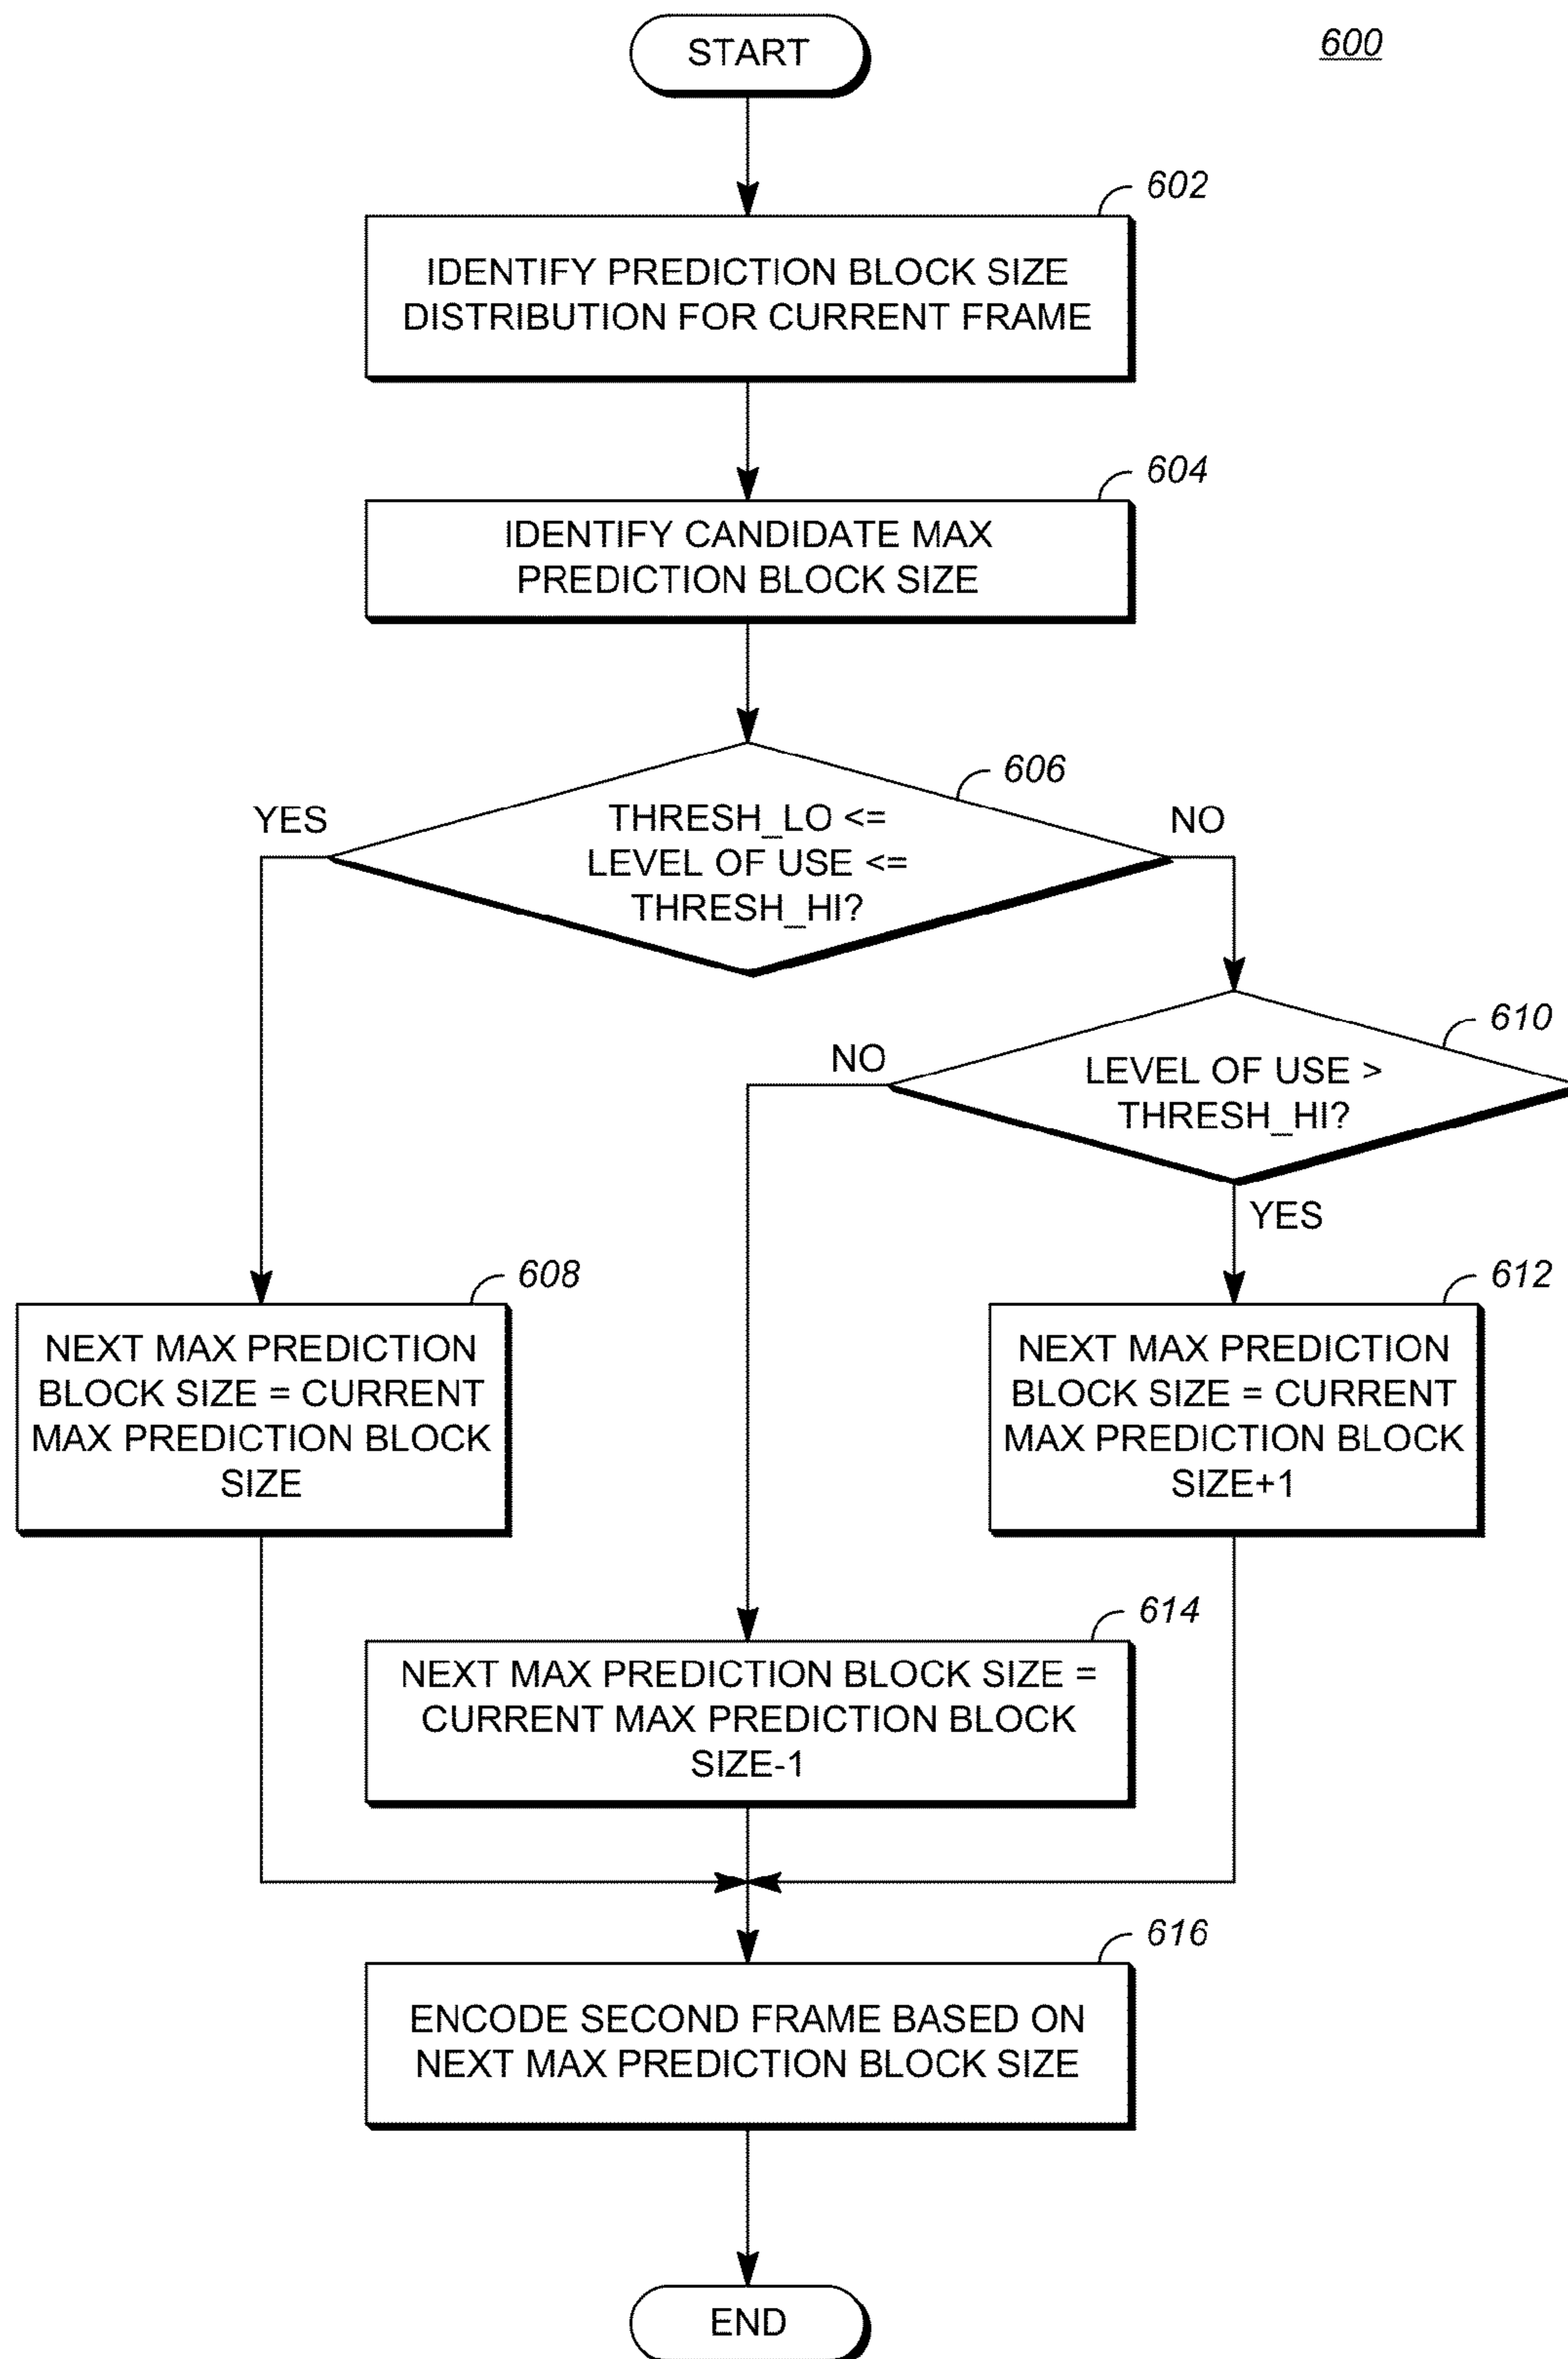 START
600
602
IDENTIFY PREDICTION BLOCK SIZE
DISTRIBUTION FOR CURRENT FRAME
604
IDENTIFY CANDIDATE MAX
PREDICTION BLOCK SIZE
606
YES
NO
THRESH_LO <=
LEVEL OF USE <=
THRESH_HI?
610
NO
LEVEL OF USE >
THRESH_HI?
YES
608
NEXT MAX PREDICTION
BLOCK SIZE = CURRENT
MAX PREDICTION BLOCK
SIZE
612
NEXT MAX PREDICTION
BLOCK SIZE = CURRENT
MAX PREDICTION BLOCK
SIZE+1
614
NEXT MAX PREDICTION BLOCK SIZE =
CURRENT MAX PREDICTION BLOCK
SIZE-1
616
ENCODE SECOND FRAME BASED ON
NEXT MAX PREDICTION BLOCK SIZE
END